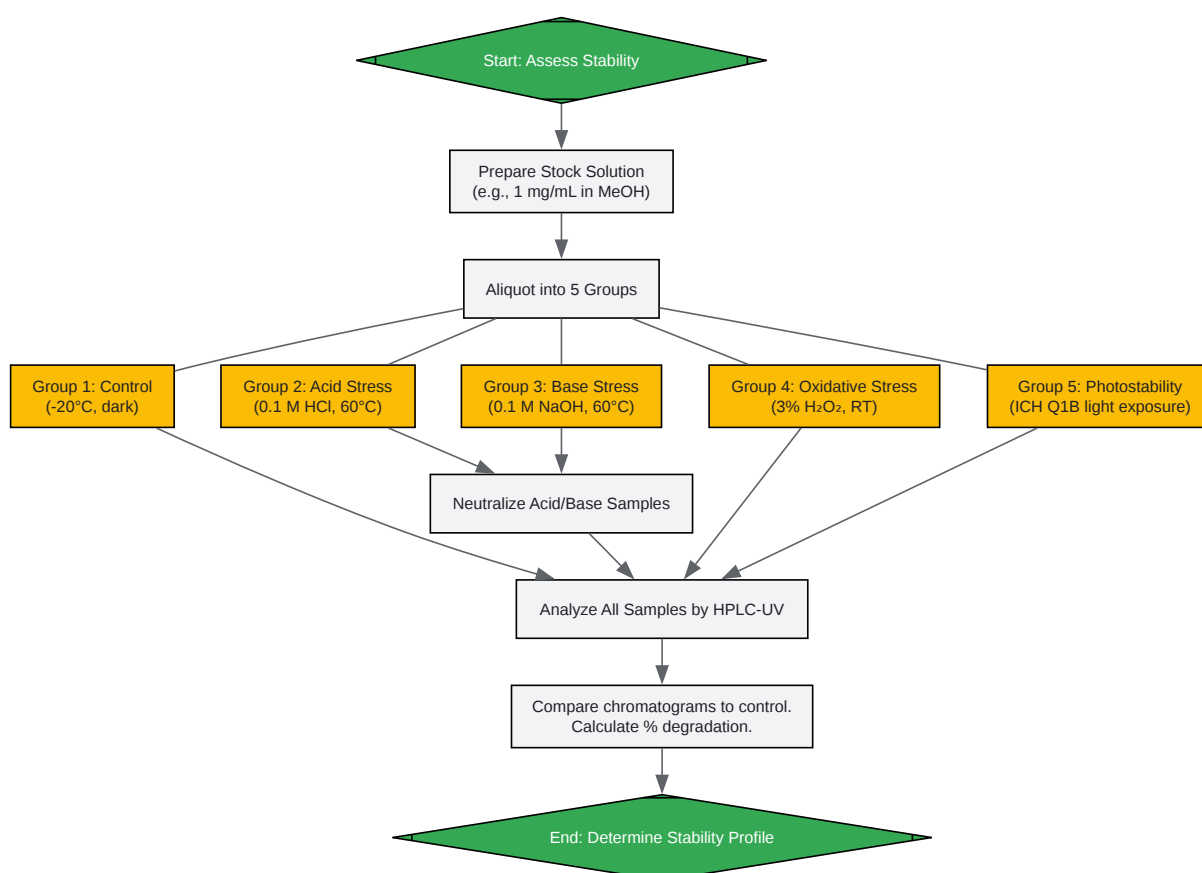 Start: Assess Stability
Prepare Stock Solution
(e.g., 1 mg/mL in MeOH)
Aliquot into 5 Groups
Group 1: Control
(-20°C, dark)
Group 2: Acid Stress
(0.1 M HCl, 60°C)
Group 3: Base Stress
(0.1 M NaOH, 60°C)
Group 4: Oxidative Stress
(3% H₂O₂, RT)
Group 5: Photostability
(ICH Q1B light exposure)
Neutralize Acid/Base Samples
Analyze All Samples by HPLC-UV
Compare chromatograms to control.
Calculate % degradation.
End: Determine Stability Profile